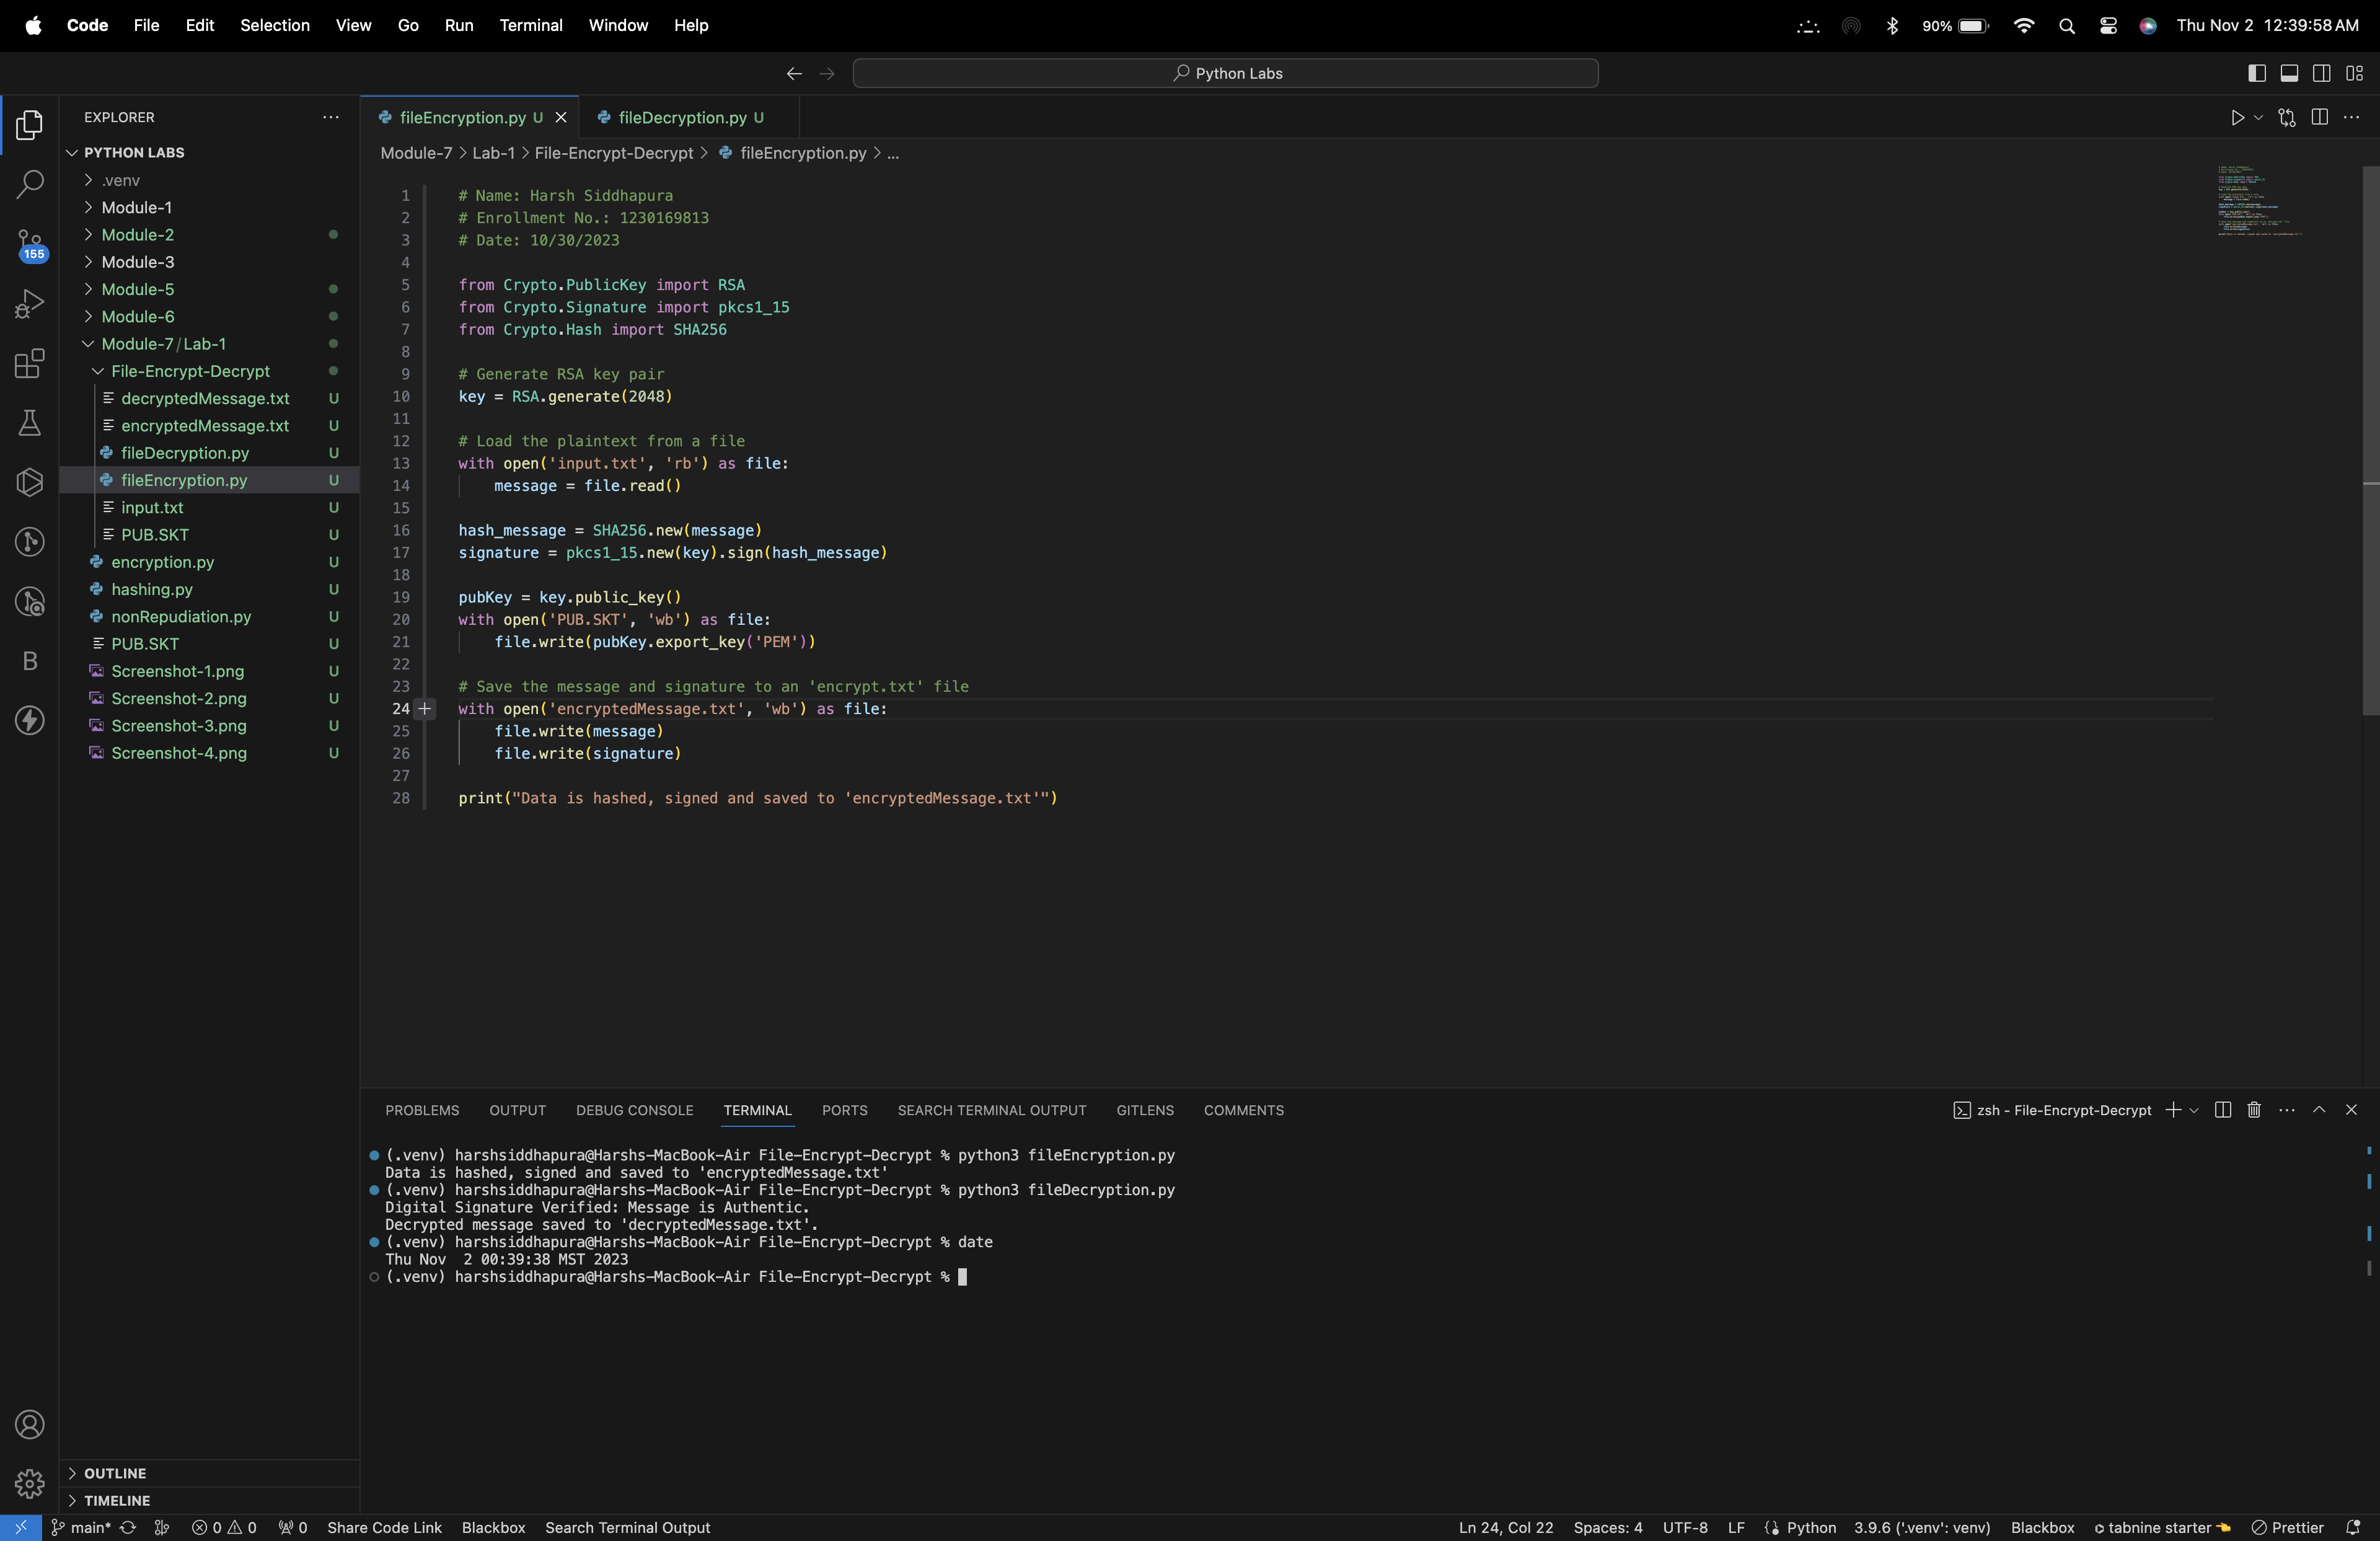 Code File Edit Selection View Go Run Terminal Window Help 90% Thu Nov 2 12:39:58 AM
Python Labs
EXPLORER
PYTHON LABS
.venv
Module-1
Module-2
Module-3
Module-5
Module-6
Module-7/Lab-1
File-Encrypt-Decrypt
decryptedMessage.txt U
encryptedMessage.txt U
fileDecryption.py U
fileEncryption.py U
input.txt U
PUB.SKT U
encryption.py U
hashing.py U
nonRepudiation.py U
PUB.SKT U
Screenshot-1.png U
Screenshot-2.png U
Screenshot-3.png U
Screenshot-4.png U
OUTLINE
TIMELINE
155
B
fileEncryption.py U fileDecryption.py U
Module-7 > Lab-1 > File-Encrypt-Decrypt > fileEncryption.py > ...
1 # Name: Harsh Siddhapura
2 # Enrollment No.: 1230169813
3 # Date: 10/30/2023
4
5 from Crypto.PublicKey import RSA
6 from Crypto.Signature import pkcs1_15
7 from Crypto.Hash import SHA256
8
9 # Generate RSA key pair
10 key = RSA.generate(2048)
11
12 # Load the plaintext from a file
13 with open('input.txt', 'rb') as file:
14 message = file.read()
15
16 hash_message = SHA256.new(message)
17 signature = pkcs1_15.new(key).sign(hash_message)
18
19 pubKey = key.public_key()
20 with open('PUB.SKT', 'wb') as file:
21 file.write(pubKey.export_key('PEM'))
22
23 # Save the message and signature to an 'encrypt.txt' file
24 with open('encryptedMessage.txt', 'wb') as file:
25 file.write(message)
26 file.write(signature)
27
28 print("Data is hashed, signed and saved to 'encryptedMessage.txt'")
PROBLEMS OUTPUT DEBUG CONSOLE TERMINAL PORTS SEARCH TERMINAL OUTPUT GITLENS COMMENTS zsh - File-Encrypt-Decrypt
(.venv) harshsiddhapura@Harshs-MacBook-Air File-Encrypt-Decrypt % python3 fileEncryption.py
Data is hashed, signed and saved to 'encryptedMessage.txt'
(.venv) harshsiddhapura@Harshs-MacBook-Air File-Encrypt-Decrypt % python3 fileDecryption.py
Digital Signature Verified: Message is Authentic.
Decrypted message saved to 'decryptedMessage.txt'.
(.venv) harshsiddhapura@Harshs-MacBook-Air File-Encrypt-Decrypt % date
Thu Nov  2 00:39:38 MST 2023
(.venv) harshsiddhapura@Harshs-MacBook-Air File-Encrypt-Decrypt %
main* 0 0 0 Share Code Link Blackbox Search Terminal Output Ln 24, Col 22 Spaces: 4 UTF-8 LF Python 3.9.6 ('.venv': venv) Blackbox tabnine starter Prettier